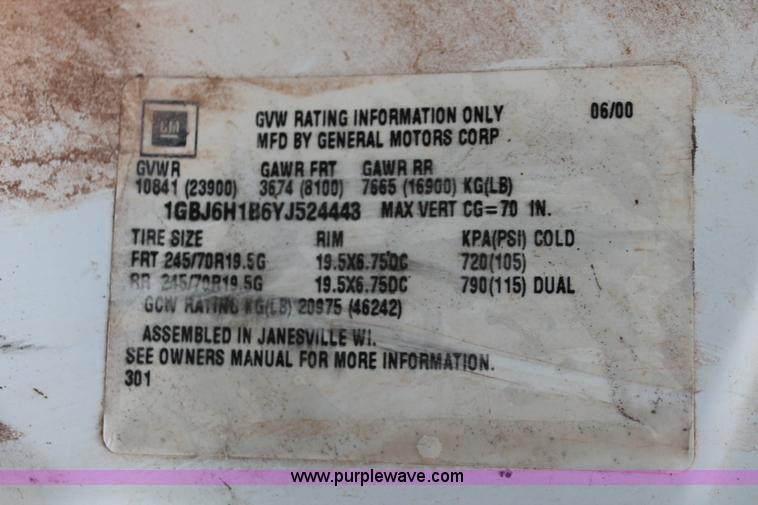 GM
GVW RATING INFORMATION ONLY 06/00
MFD BY GENERAL MOTORS CORP
GVWR GAWR FRT GAWR RR
10841 (23900) 3674 (8100) 7665 (16900) KG(LB)
1GBJ6H1B6YJ524443 MAX VERT CG=70 IN.
TIRE SIZE RIM KPA(PSI) COLD
FRT 245/70R19.5G 19.5X6.75DC 720(105)
RR 245/70R19.5G 19.5X6.75DC 790(115) DUAL
GCW RATING KG(LB) 20975 (46242)
ASSEMBLED IN JANESVILLE WI.
SEE OWNERS MANUAL FOR MORE INFORMATION.
301
www.purplewave.com